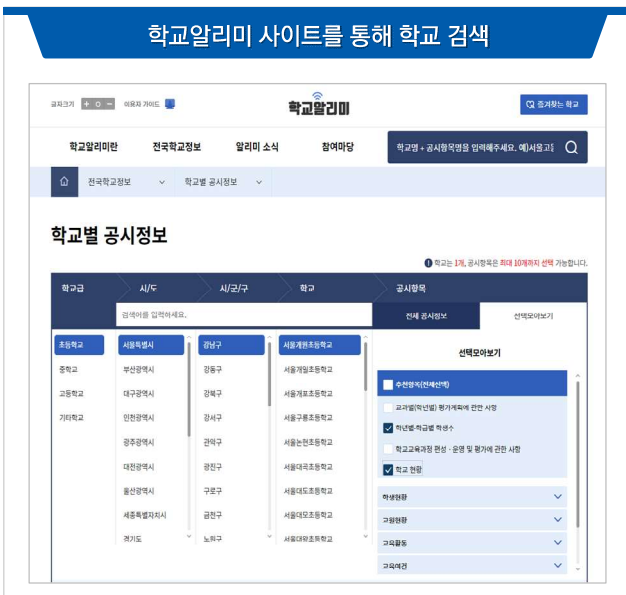 학교알리미 사이트를 통해 학교 검색
글자크기 + 0 - 이용자 가이드
학교알리미
즐겨찾는 학교
학교알리미란 전국학교정보 알리미 소식 참여마당
학교명 + 공시항목명을 입력해주세요. 예)서울고등
전국학교정보 학교별 공시정보
학교별 공시정보
학교는 1개, 공시항목은 최대 10개까지 선택 가능합니다.
학교급 시/도 시/군/구 학교 공시항목
검색어를 입력하세요. 전체 공시정보 선택모아보기
초등학교 서울특별시 강남구 서울개원초등학교
선택모아보기
중학교 부산광역시 강동구 서울개일초등학교
추천항목(전체선택)
고등학교 대구광역시 강북구 서울개포초등학교
교과별(학년별) 평가계획에 관한 사항
기타학교 인천광역시 강서구 서울구룡초등학교
학년별·학급별 학생수
광주광역시 관악구 서울논현초등학교
학교교육과정 편성·운영 및 평가에 관한 사항
대전광역시 광진구 서울대곡초등학교
학교 현황
울산광역시 구로구 서울대도초등학교
학생현황
세종특별자치시 금천구 서울대모초등학교
교원현황
경기도 노원구 서울대왕초등학교
교육활동
교육여건